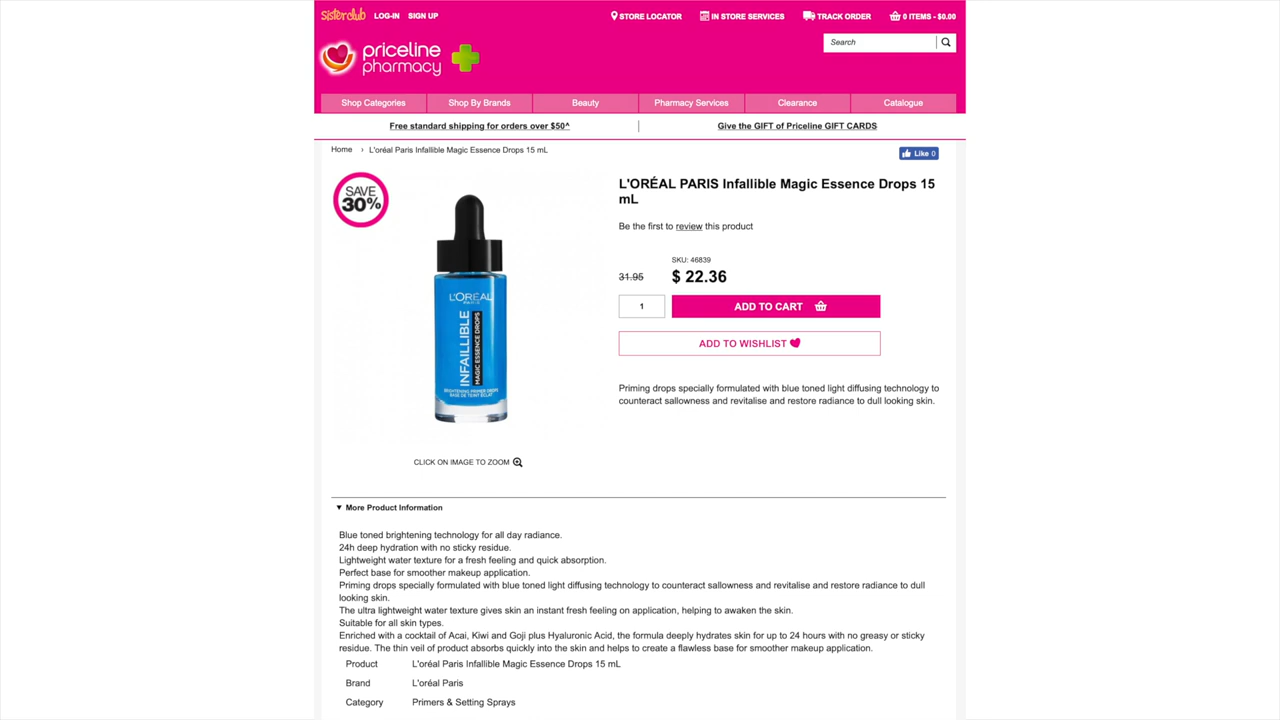 sisterclub LOG-IN SIGN UP
STORE LOCATOR IN STORE SERVICES TRACK ORDER 0 ITEMS - $0.00
Search
priceline
pharmacy
Shop Categories Shop By Brands Beauty Pharmacy Services Clearance Catalogue
Free standard shipping for orders over $50^ Give the GIFT of Priceline GIFT CARDS
Home › L'oréal Paris Infallible Magic Essence Drops 15 mL
Like 0
SAVE
30%
L'ORÉAL
PARIS
INFAILLIBLE
MAGIC ESSENCE DROPS
BRIGHTENING PRIMER DROPS
BASE DE TEINT ÉCLAT
CLICK ON IMAGE TO ZOOM
L'ORÉAL PARIS Infallible Magic Essence Drops 15
mL
Be the first to review this product
SKU: 46839
31.95 $ 22.36
1 ADD TO CART
ADD TO WISHLIST
Priming drops specially formulated with blue toned light diffusing technology to
counteract sallowness and revitalise and restore radiance to dull looking skin.
▼ More Product Information
Blue toned brightening technology for all day radiance.
24h deep hydration with no sticky residue.
Lightweight water texture for a fresh feeling and quick absorption.
Perfect base for smoother makeup application.
Priming drops specially formulated with blue toned light diffusing technology to counteract sallowness and revitalise and restore radiance to dull
looking skin.
The ultra lightweight water texture gives skin an instant fresh feeling on application, helping to awaken the skin.
Suitable for all skin types.
Enriched with a cocktail of Acai, Kiwi and Goji plus Hyaluronic Acid, the formula deeply hydrates skin for up to 24 hours with no greasy or sticky
residue. The thin veil of product absorbs quickly into the skin and helps to create a flawless base for smoother makeup application.
Product L'oréal Paris Infallible Magic Essence Drops 15 mL
Brand L'oréal Paris
Category Primers & Setting Sprays